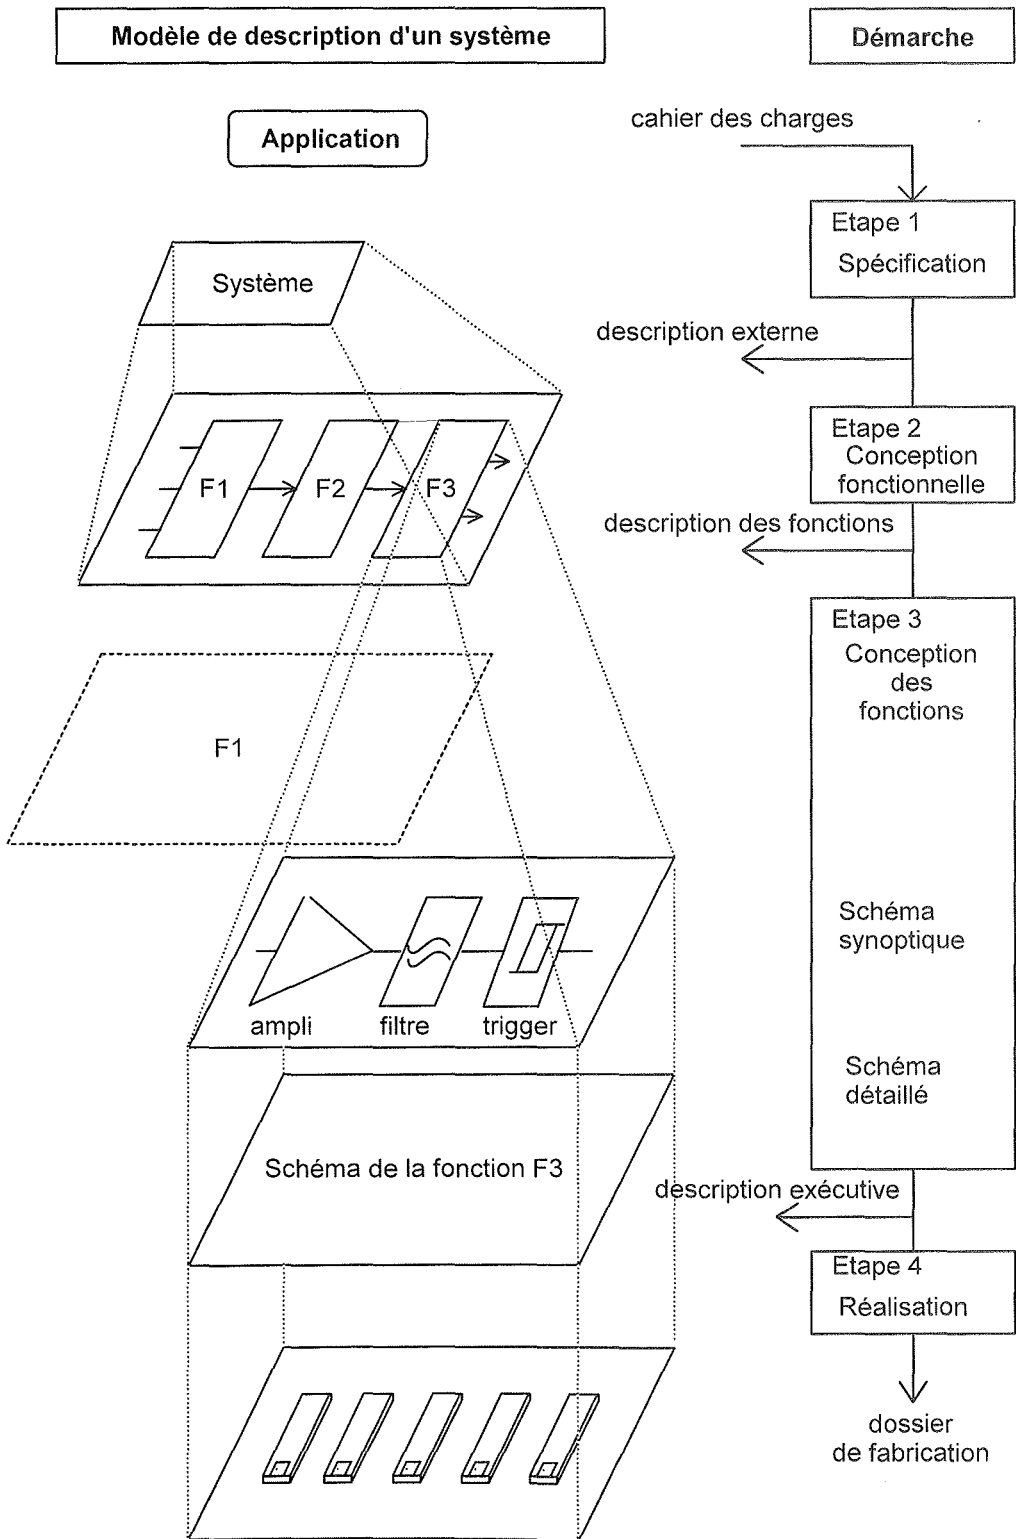 Modèle de description d'un système
Démarche
Application
cahier des charges
Etape 1
Spécification
Système
description externe
Etape 2
Conception
fonctionnelle
F1
F2
F3
description des fonctions
Etape 3
Conception
des
fonctions
F1
Schéma
synoptique
ampli
filtre
trigger
Schéma
détaillé
Schéma de la fonction F3
description exécutive
Etape 4
Réalisation
dossier
de fabrication